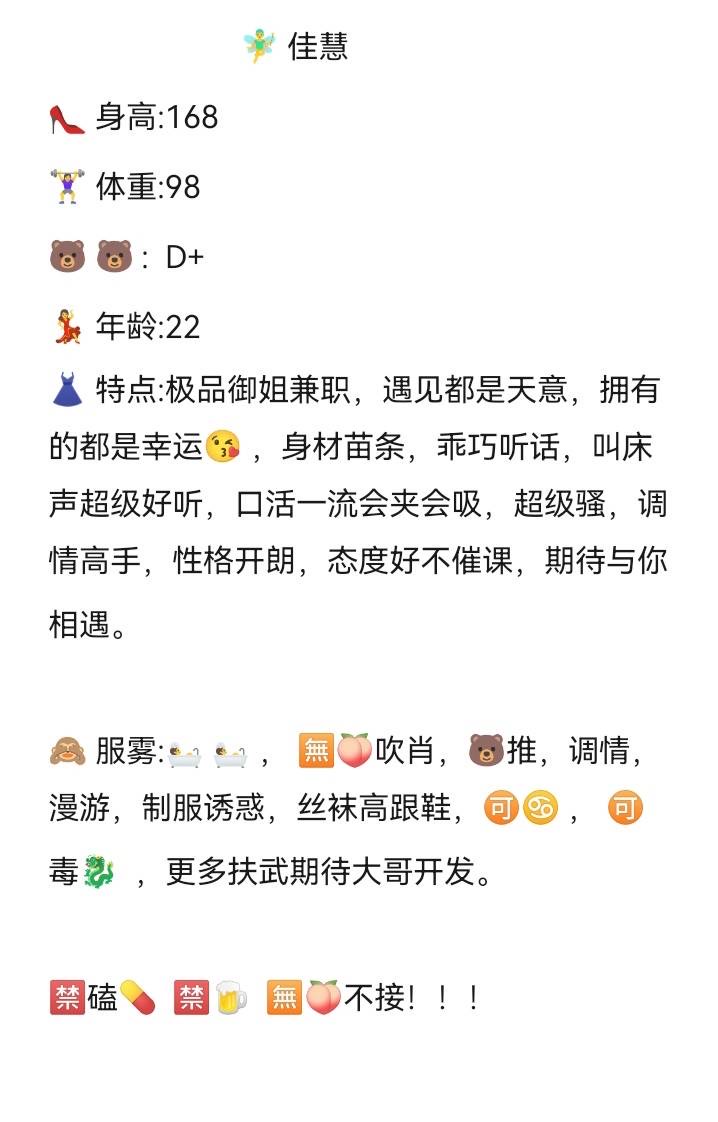 🧚‍♂️ 佳慧
👠 身高:168
🏋️‍♀️ 体重:98
🐻🐻：D+
💃 年龄:22
👗 特点:极品御姐兼职，遇见都是天意，拥有
的都是幸运😘，身材苗条，乖巧听话，叫床
声超级好听，口活一流会夹会吸，超级骚，调
情高手，性格开朗，态度好不催课，期待与你
相遇。
🙈 服雾:🛀🛀，🈚🍑吹肖，🐻推，调情，
漫游，制服诱惑，丝袜高跟鞋，🉑♋，🉑
毒🐉，更多扶武期待大哥开发。
🈲磕💊 🈲🍺 🈚🍑不接！！！